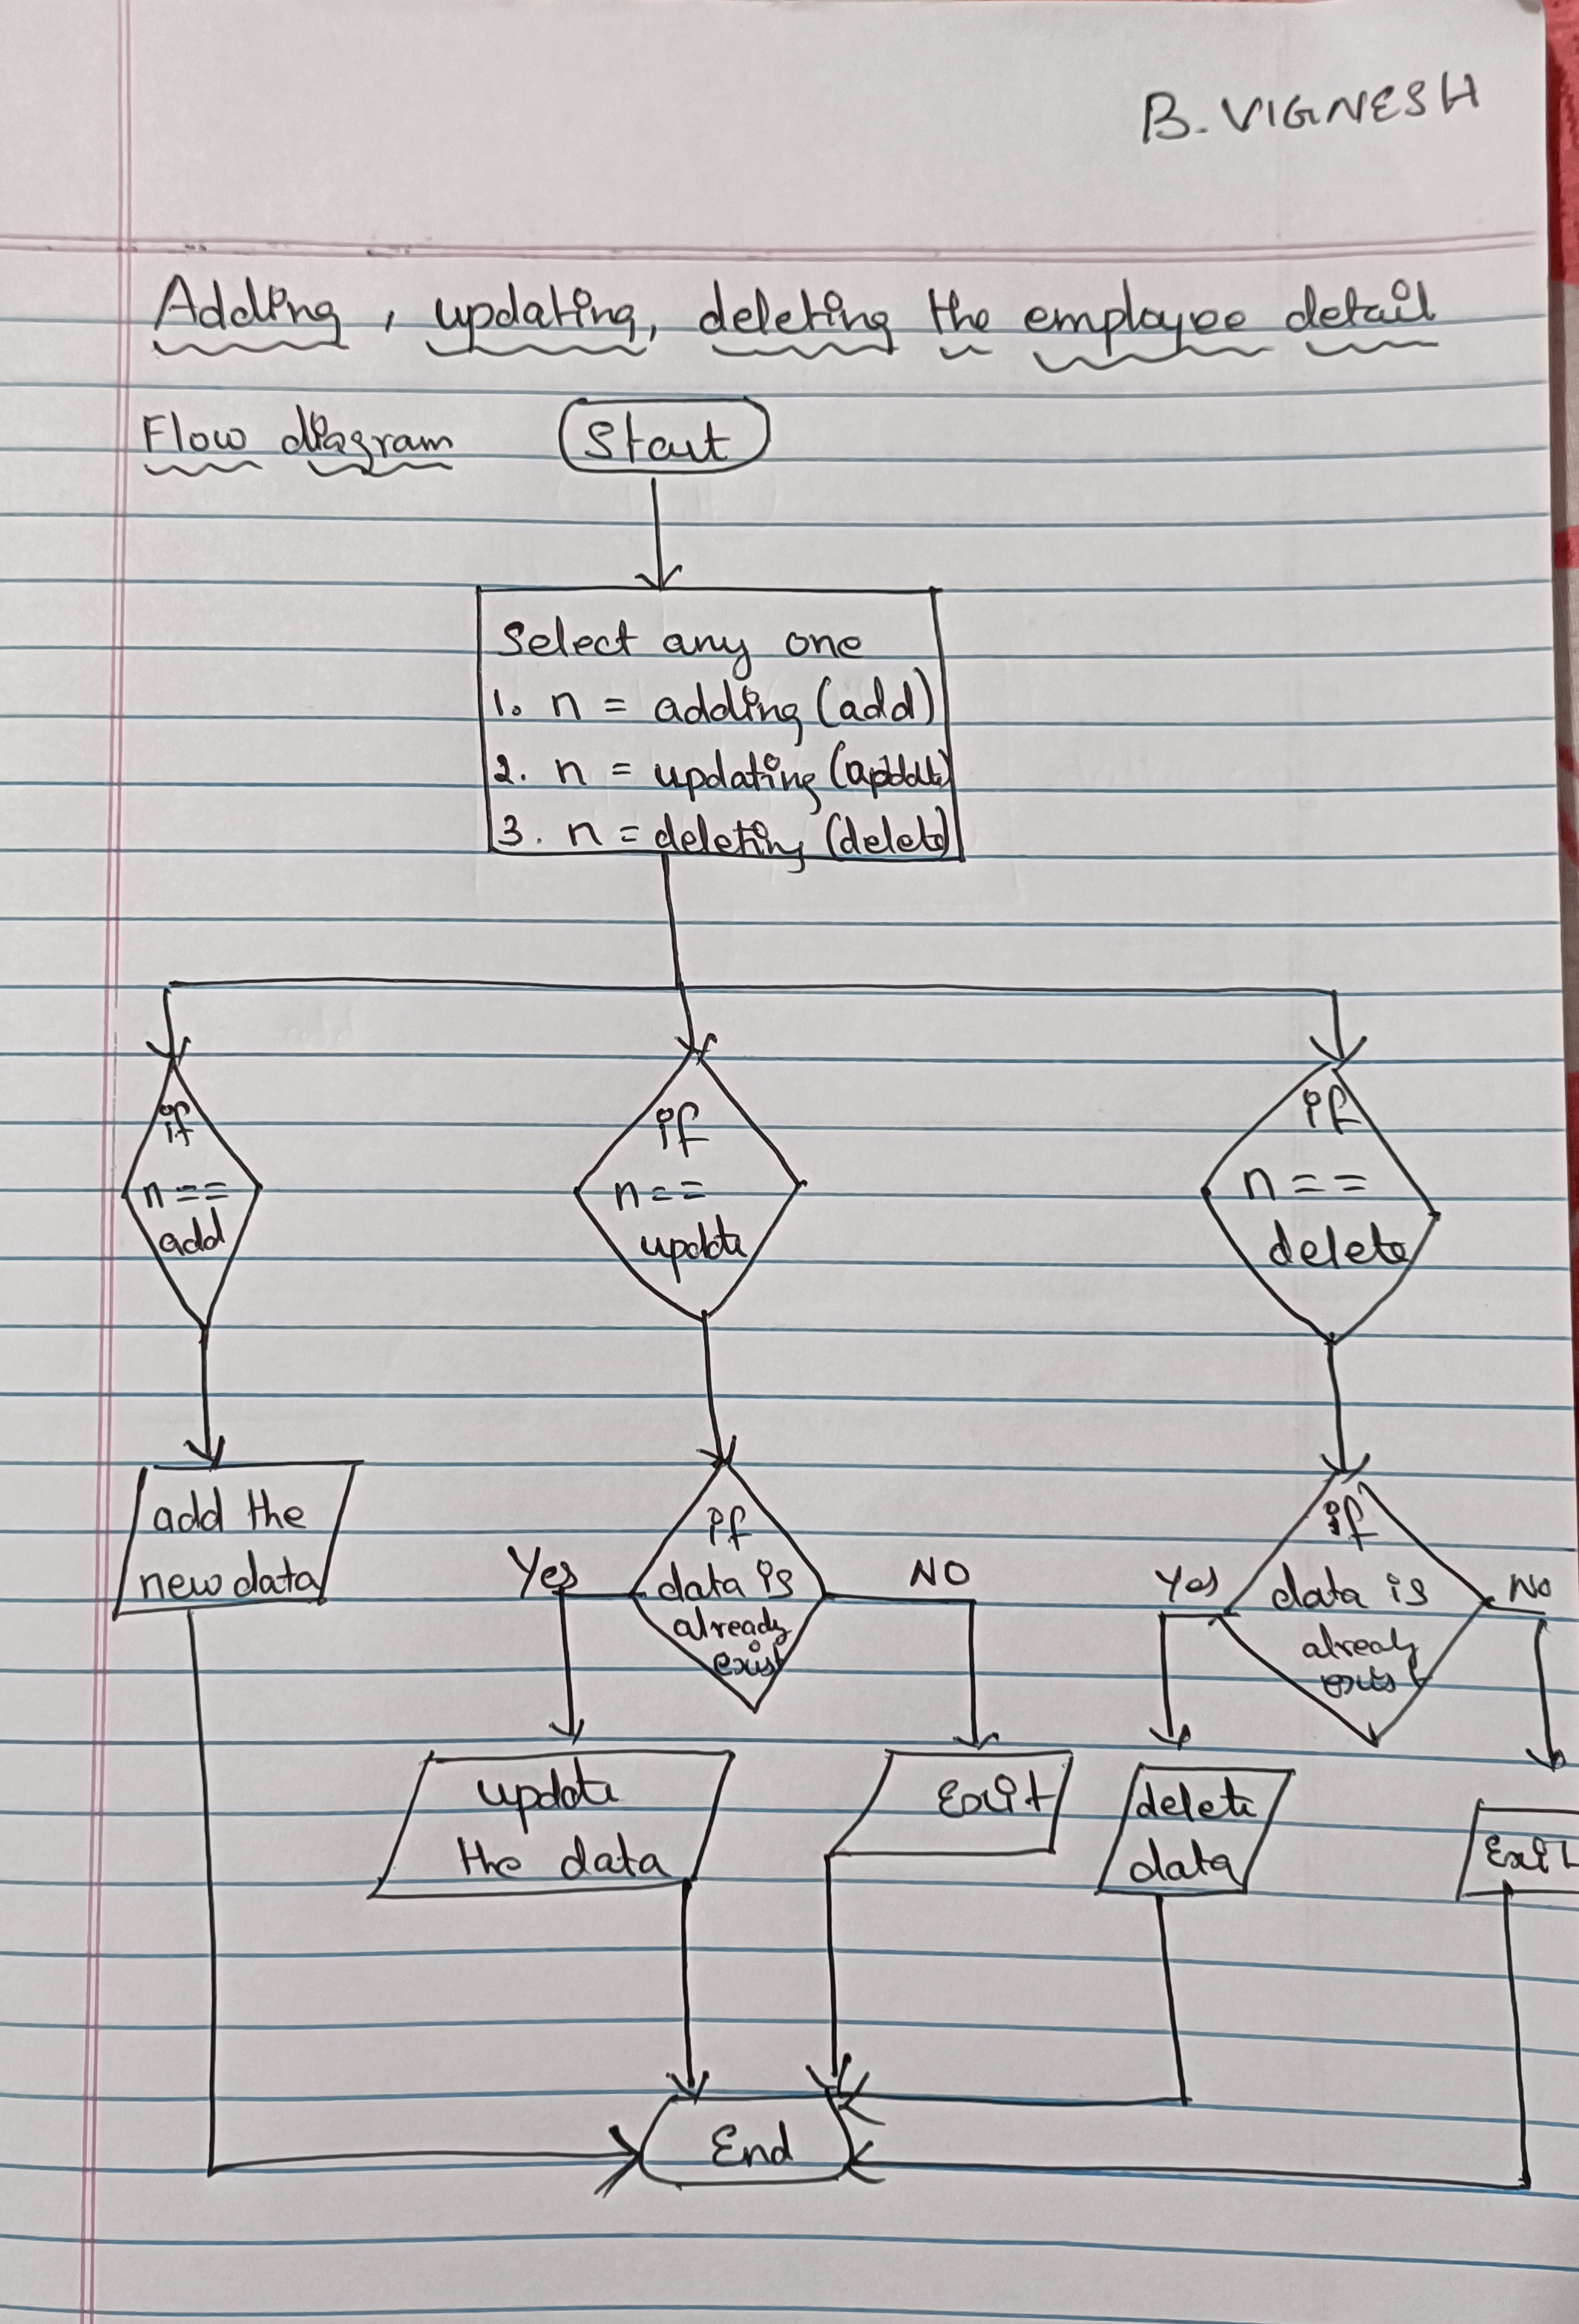 B. VIGNESH
Adding, updating, deleting the employee detail
Flow diagram
Start
Select any one
1. n = adding (add)
2. n = updating (update)
3. n = deleting (delete)
if
n ==
add
if
n ==
update
if
n ==
delete
add the
new data
Yes
if
data is
already
exist
NO
Yes
if
data is
already
exist
No
update
the data
Exit
delete
data
Exit
End